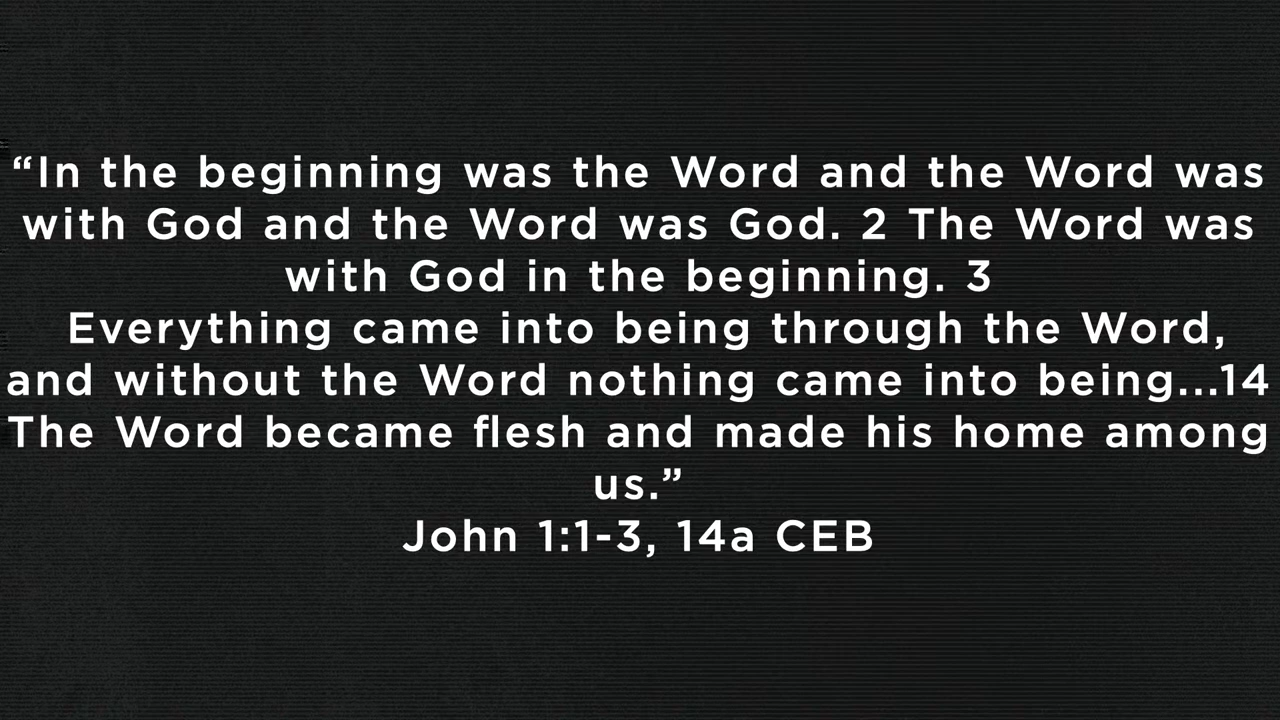 “In the beginning was the Word and the Word was
with God and the Word was God. 2 The Word was
with God in the beginning. 3
Everything came into being through the Word,
and without the Word nothing came into being...14
The Word became flesh and made his home among
us.”
John 1:1-3, 14a CEB